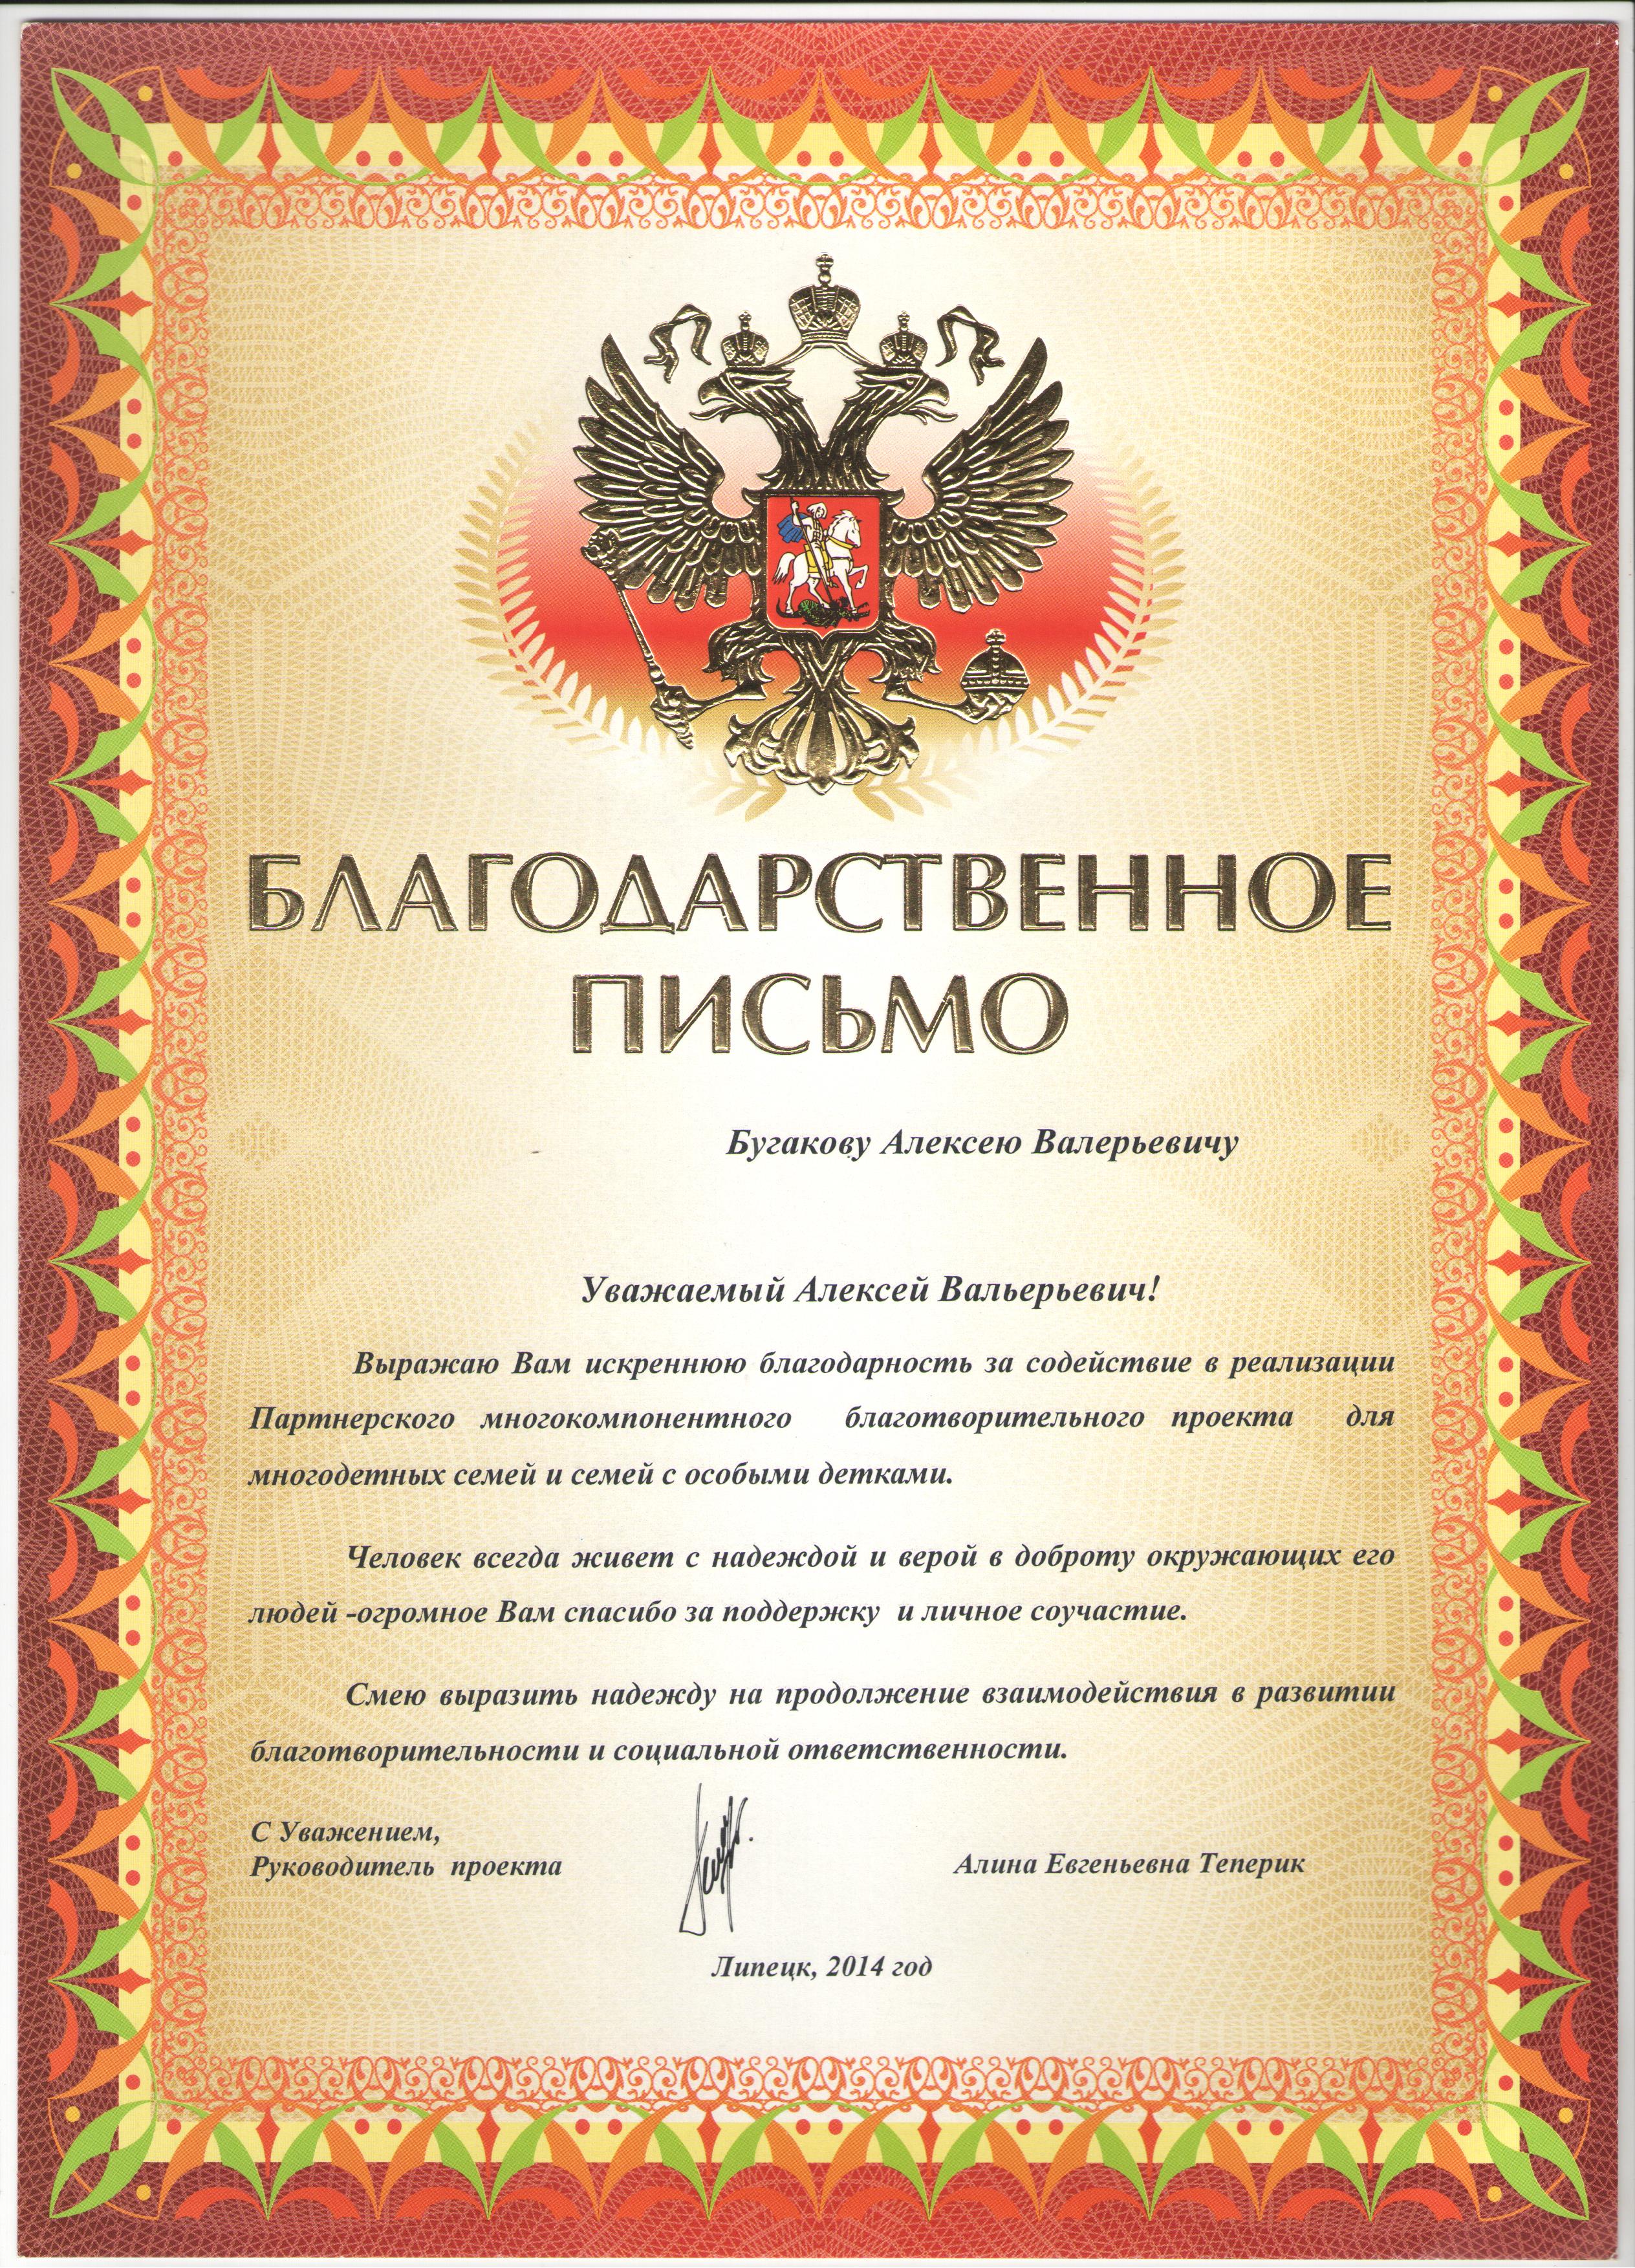 БЛАГОДАРСТВЕННОЕ
ПИСЬМО
Бугакову Алексею Валерьевичу
Уважаемый Алексей Вальерьевич!
Выражаю Вам искреннюю благодарность за содействие в реализации
Партнерского многокомпонентного благотворительного проекта для
многодетных семей и семей с особыми детками.
Человек всегда живет с надеждой и верой в доброту окружающих его
людей -огромное Вам спасибо за поддержку и личное соучастие.
Смею выразить надежду на продолжение взаимодействия в развитии
благотворительности и социальной ответственности.
С Уважением,
Руководитель проекта Алина Евгеньевна Теперик
Липецк, 2014 год